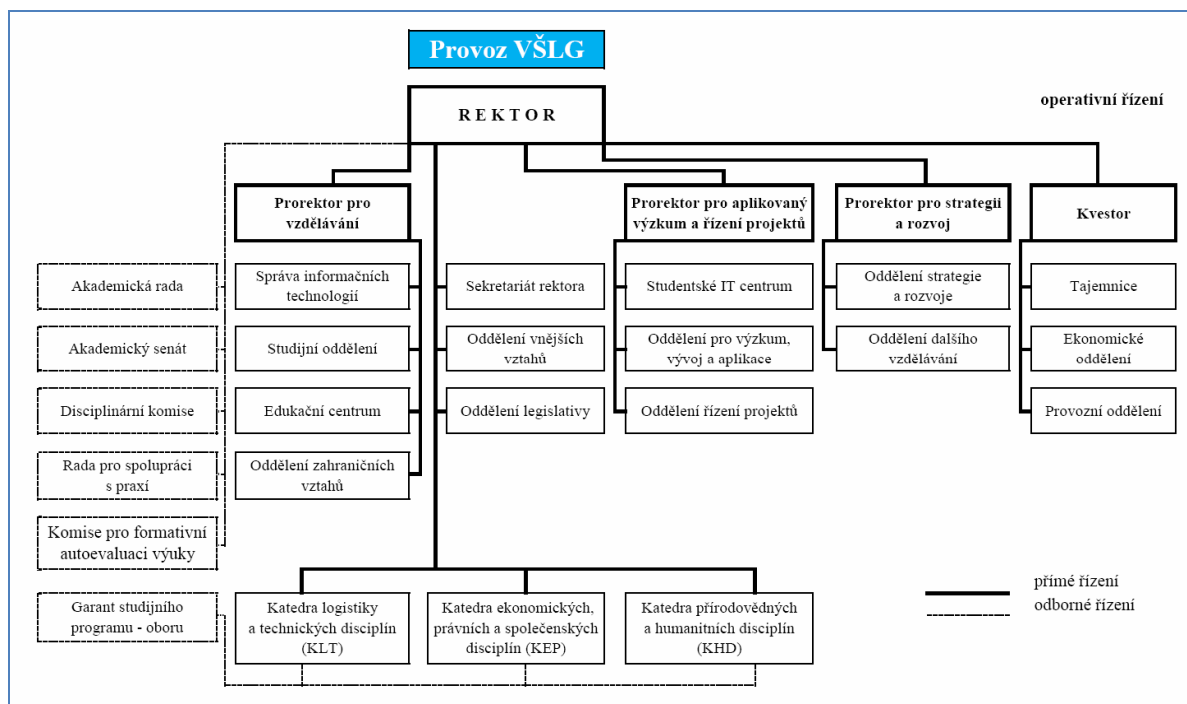 Provoz VŠLG
R E K T O R
operativní řízení
Prorektor pro
vzdělávání
Prorektor pro aplikovaný
výzkum a řízení projektů
Prorektor pro strategii
a rozvoj
Kvestor
Akademická rada
Správa informačních
technologií
Sekretariát rektora
Studentské IT centrum
Oddělení strategie
a rozvoje
Tajemnice
Akademický senát
Studijní oddělení
Oddělení vnějších
vztahů
Oddělení pro výzkum,
vývoj a aplikace
Oddělení dalšího
vzdělávání
Ekonomické
oddělení
Disciplinární komise
Edukační centrum
Oddělení legislativy
Oddělení řízení projektů
Provozní oddělení
Rada pro spolupráci
s praxí
Oddělení zahraničních
vztahů
Komise pro formativní
autoevaluaci výuky
Garant studijního
programu - oboru
Katedra logistiky
a technických disciplín
(KLT)
Katedra ekonomických,
právních a společenských
disciplín (KEP)
Katedra přírodovědných
a humanitních disciplín
(KHD)
přímé řízení
odborné řízení